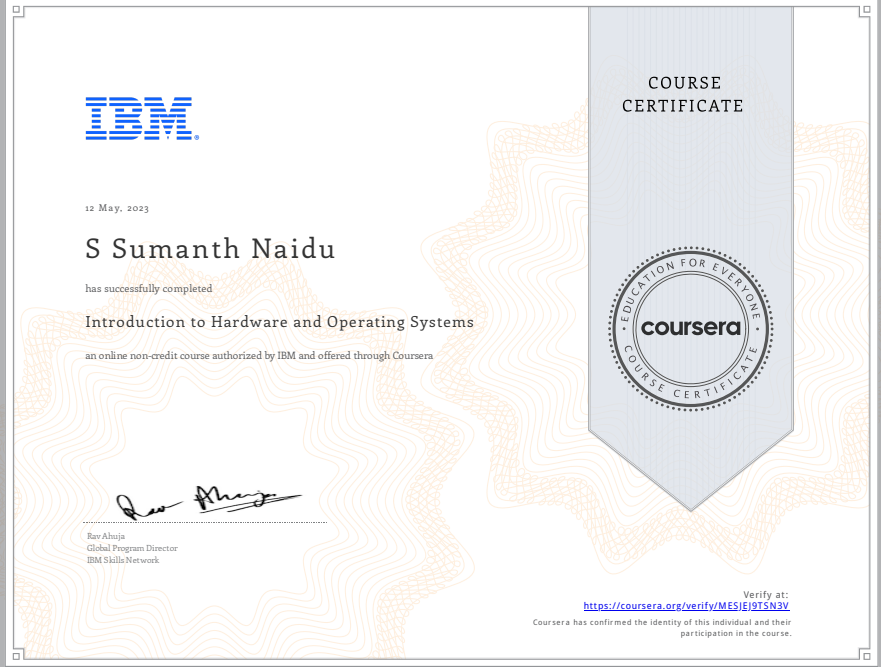 IBM®
12 May, 2023
S Sumanth Naidu
has successfully completed
Introduction to Hardware and Operating Systems
an online non-credit course authorized by IBM and offered through Coursera
Rav Ahuja
Rav Ahuja
Global Program Director
IBM Skills Network
COURSE
CERTIFICATE
EDUCATION FOR EVERYONE
coursera
COURSE CERTIFICATE
Verify at:
https://coursera.org/verify/MESJEJ9TSN3V
Coursera has confirmed the identity of this individual and their
participation in the course.